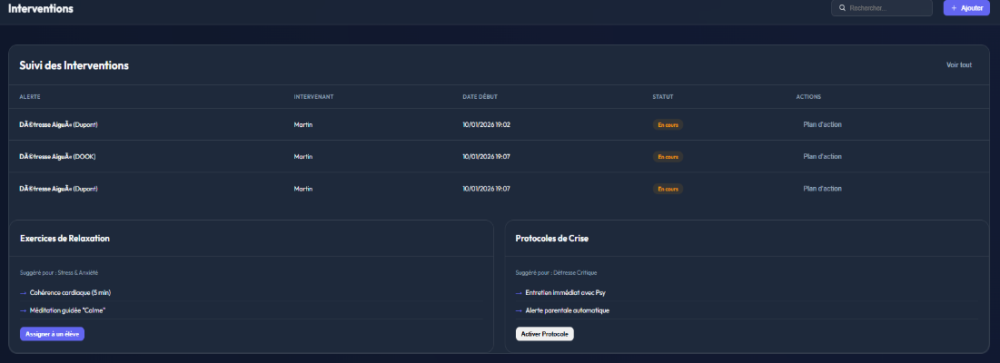 Interventions
Rechercher...
+ Ajouter
Suivi des Interventions
Voir tout
ALERTE INTERVENANT DATE DÉBUT STATUT ACTIONS
DÃ©tresse AiguÃ« (Dupont) Martin 10/01/2026 19:02 En cours Plan d'action
DÃ©tresse AiguÃ« (DOOK) Martin 10/01/2026 19:07 En cours Plan d'action
DÃ©tresse AiguÃ« (Dupont) Martin 10/01/2026 19:07 En cours Plan d'action
Exercices de Relaxation
Suggéré pour : Stress & Anxiété
→ Cohérence cardiaque (5 min)
→ Méditation guidée "Calme"
Assigner à un élève
Protocoles de Crise
Suggéré pour : Détresse Critique
→ Entretien immédiat avec Psy
→ Alerte parentale automatique
Activer Protocole